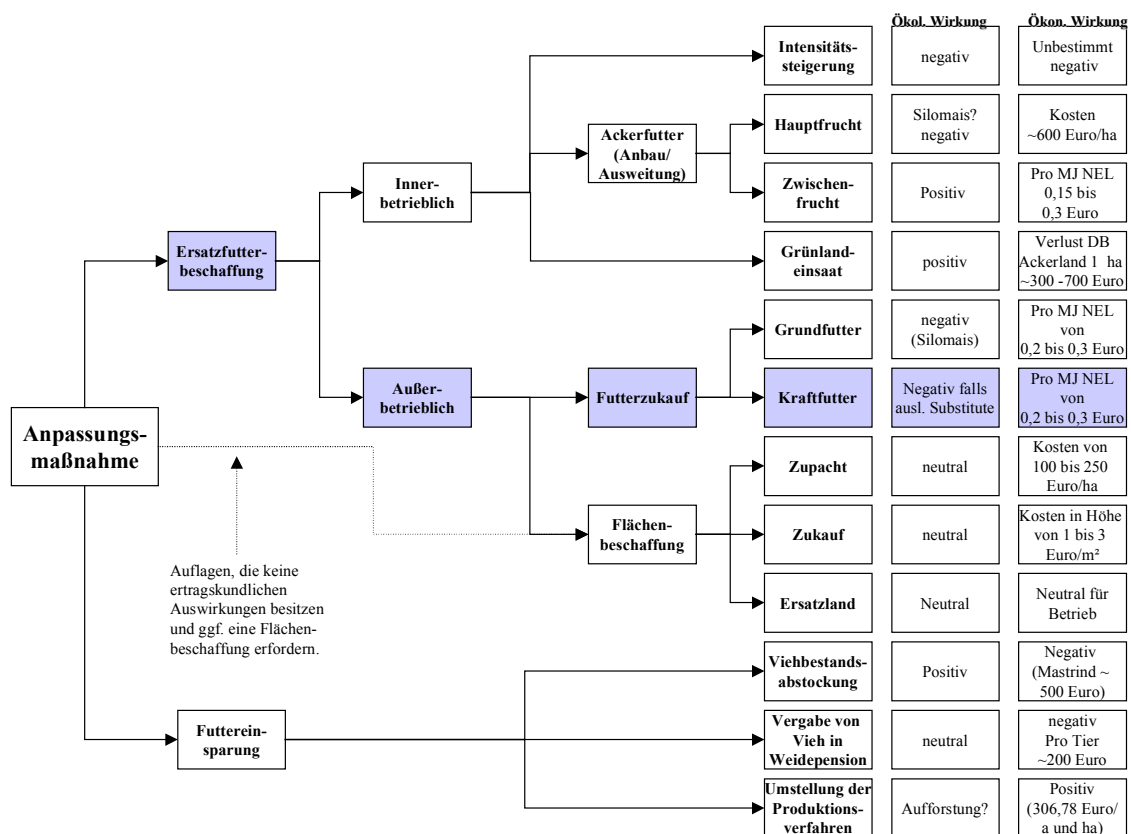 Ökol. Wirkung
Ökon. Wirkung
Intensitäts-
steigerung
negativ
Unbestimmt
negativ
Hauptfrucht
Silomais?
negativ
Kosten
~600 Euro/ha
Ackerfutter
(Anbau/
Ausweitung)
Inner-
betrieblich
Zwischen-
frucht
Positiv
Pro MJ NEL
0,15 bis
0,3 Euro
Ersatzfutter-
beschaffung
Grünland-
einsaat
positiv
Verlust DB
Ackerland 1 ha
~300 -700 Euro
Grundfutter
negativ
(Silomais)
Pro MJ NEL
von
0,2 bis 0,3 Euro
Außer-
betrieblich
Futterzukauf
Kraftfutter
Negativ falls
ausl. Substitute
Pro MJ NEL
von
0,2 bis 0,3 Euro
Anpassungs-
maßnahme
Zupacht
neutral
Kosten von
100 bis 250
Euro/ha
Flächen-
beschaffung
Zukauf
neutral
Kosten in Höhe
von 1 bis 3
Euro/m²
Auflagen, die keine
ertragskundlichen
Auswirkungen besitzen
und ggf. eine Flächen-
beschaffung erfordern.
Ersatzland
Neutral
Neutral für
Betrieb
Viehbestands-
abstockung
Positiv
Negativ
(Mastrind ~
500 Euro)
Futterein-
sparung
Vergabe von
Vieh in
Weidepension
neutral
negativ
Pro Tier
~200 Euro
Umstellung der
Produktions-
verfahren
Aufforstung?
Positiv
(306,78 Euro/
a und ha)